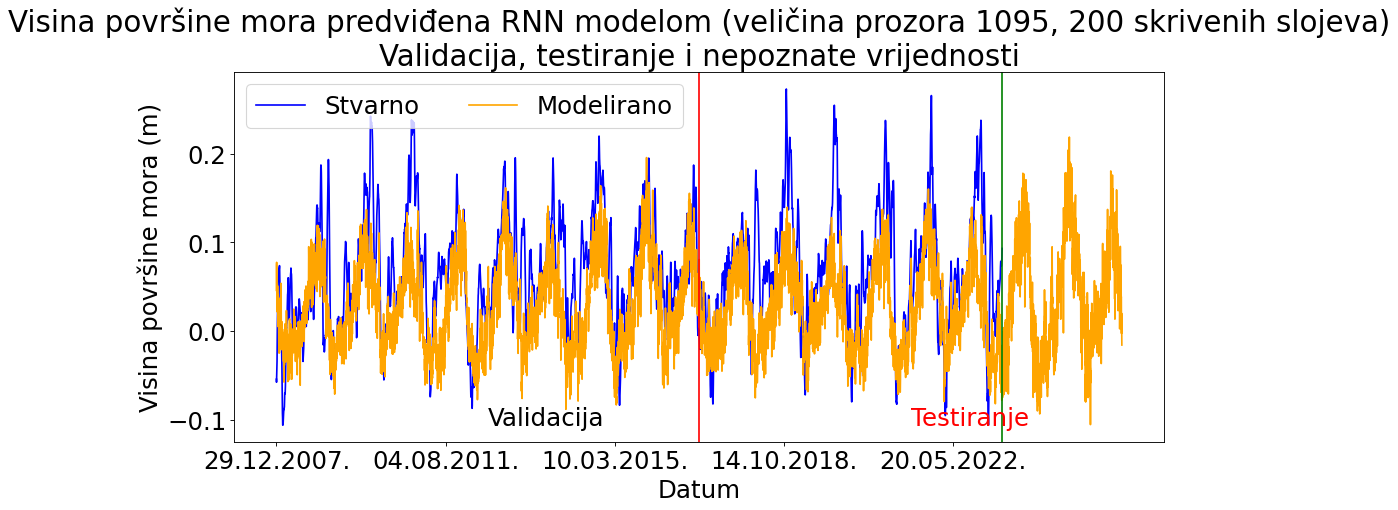 Visina površine mora predviđena RNN modelom (veličina prozora 1095, 200 skrivenih slojeva)
Validacija, testiranje i nepoznate vrijednosti
Stvarno
Modelirano
Visina površine mora (m)
0.2
0.1
0.0
−0.1
Validacija
Testiranje
29.12.2007.
04.08.2011.
10.03.2015.
14.10.2018.
20.05.2022.
Datum